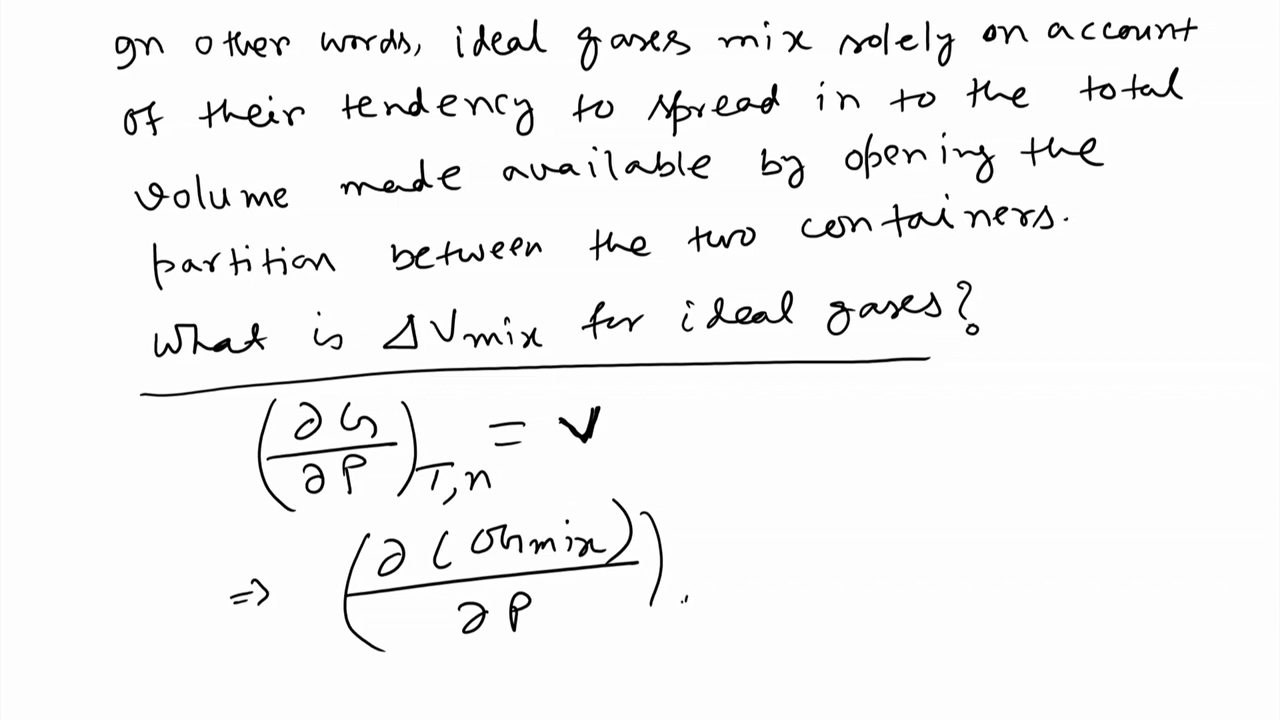 In other words, ideal gases mix solely on account
of their tendency to spread in to the total
volume made available by opening the
partition between the two containers.
What is ΔVmix for ideal gases?
(∂G/∂P)T,n = V
⇒ (∂(ΔGmix)/∂P).